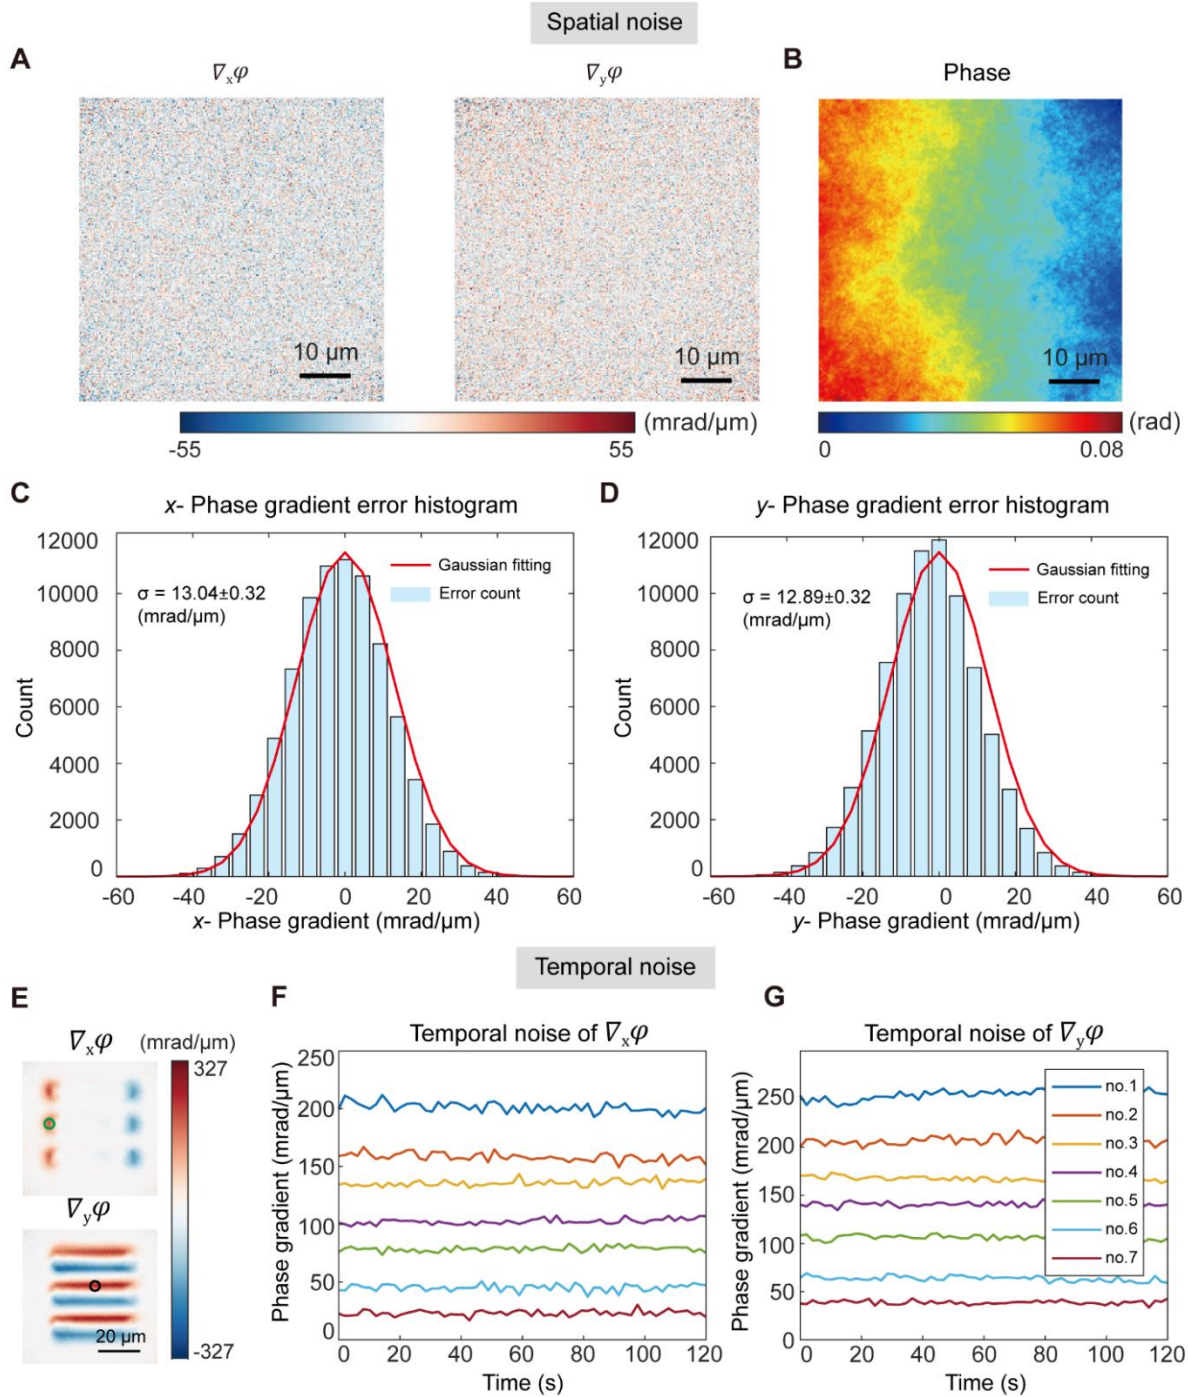 Spatial noise
A
∇xφ
∇yφ
B
Phase
10 µm
10 µm
10 µm
-55
55
(mrad/µm)
0
0.08
(rad)
C
x- Phase gradient error histogram
12000
10000
8000
6000
4000
2000
0
Count
σ = 13.04±0.32
(mrad/µm)
Gaussian fitting
Error count
-60
-40
-20
0
20
40
60
x- Phase gradient (mrad/µm)
D
y- Phase gradient error histogram
12000
10000
8000
6000
4000
2000
0
Count
σ = 12.89±0.32
(mrad/µm)
Gaussian fitting
Error count
-60
-40
-20
0
20
40
60
y- Phase gradient (mrad/µm)
Temporal noise
E
∇xφ
(mrad/µm)
327
∇yφ
20 µm
-327
F
Temporal noise of ∇xφ
250
200
150
100
50
0
Phase gradient (mrad/µm)
0
20
40
60
80
100
120
Time (s)
G
Temporal noise of ∇yφ
250
200
150
100
50
0
Phase gradient (mrad/µm)
no.1
no.2
no.3
no.4
no.5
no.6
no.7
0
20
40
60
80
100
120
Time (s)